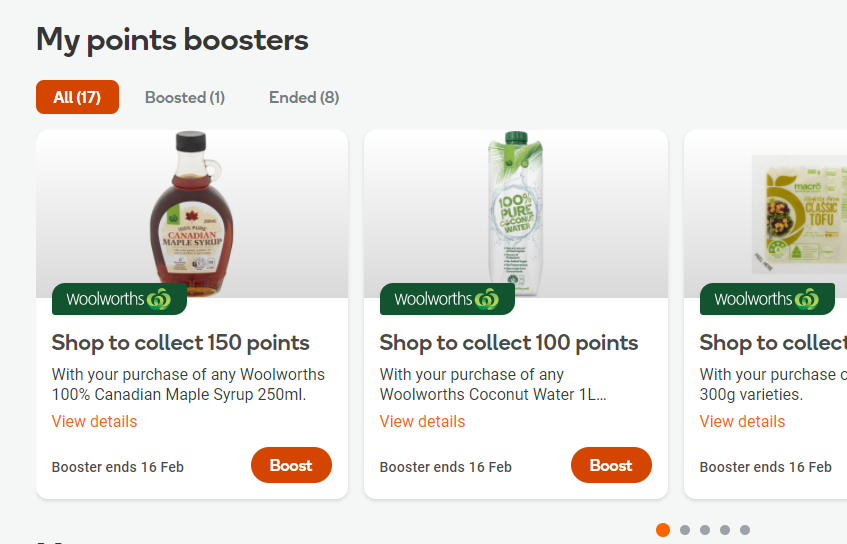 My points boosters
All (17)
Boosted (1)
Ended (8)
100% PURE
CANADIAN
MAPLE SYRUP
Woolworths
Shop to collect 150 points
With your purchase of any Woolworths
100% Canadian Maple Syrup 250ml.
View details
Booster ends 16 Feb
Boost
100%
PURE
COCONUT
WATER
Woolworths
Shop to collect 100 points
With your purchase of any
Woolworths Coconut Water 1L...
View details
Booster ends 16 Feb
Boost
macro
CLASSIC
TOFU
Woolworths
Shop to collect
With your purchase
300g varieties.
View details
Booster ends 16 Feb